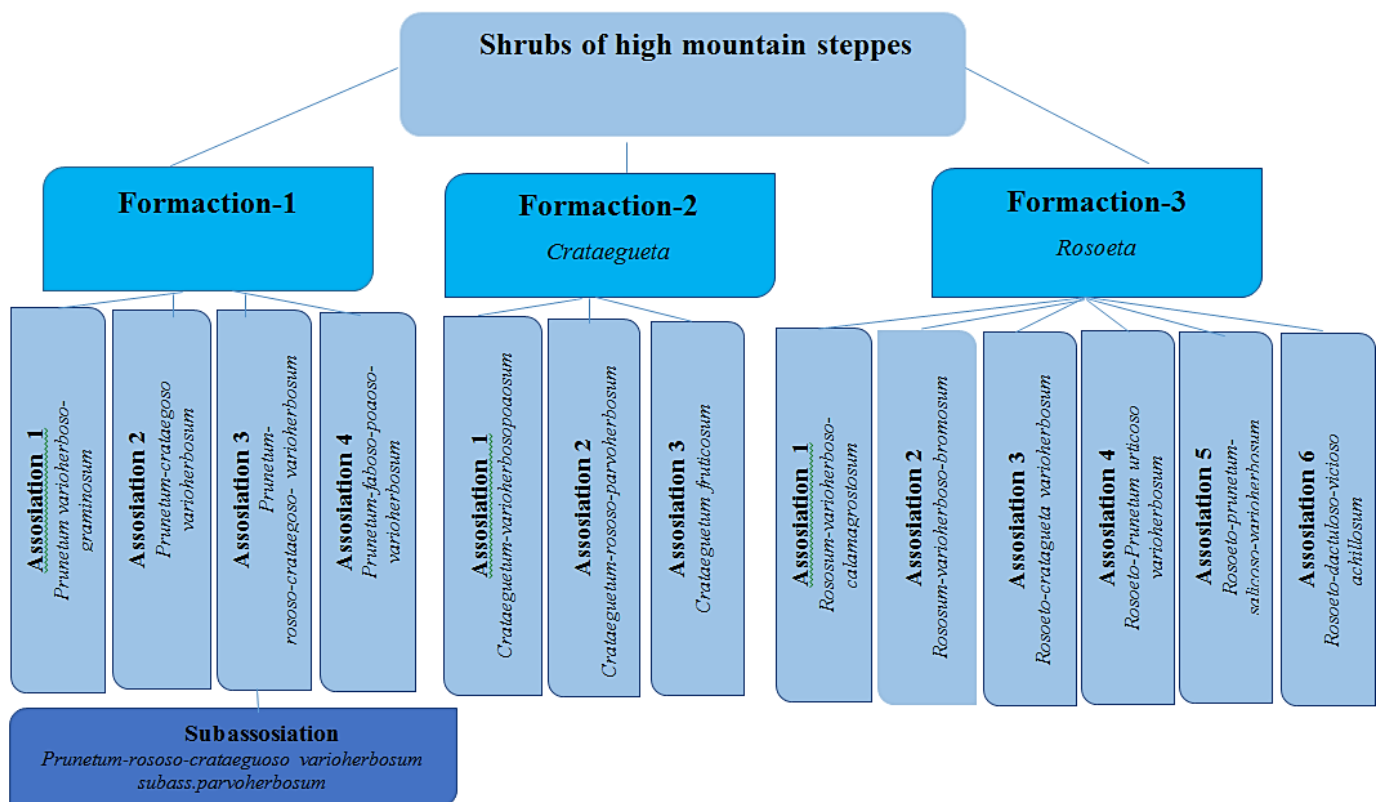 Shrubs of high mountain steppes
Formaction-1
Formaction-2
Crataegueta
Formaction-3
Rosoeta
Assosiation 1
Prunetum varioherboso-
graminosum
Assosiation 2
Prunetum-crataegoso
varioherbosum
Assosiation 3
Prunetum-
rososo-crataegoso- varioherbosum
Assosiation 4
Prunetum-faboso-poaoso-
varioherbosum
Assosiation 1
Crataeguetum-varioherbosopoaosum
Assosiation 2
Crataeguetum-rososo-parvoherbosum
Assosiation 3
Crataeguetum fruticosum
Assosiation 1
Rososum-varioherboso-
calamagrostosum
Assosiation 2
Rososum-varioherboso-bromosum
Assosiation 3
Rosoeto-cratagueta varioherbosum
Assosiation 4
Rosoeto-Prunetum urticoso
varioherbosum
Assosiation 5
Rosoeto-prunetum-
salicoso-varioherbosum
Assosiation 6
Rosoeto-dactuloso-vicioso
achillosum
Subassosiation
Prunetum-rososo-crataeguoso varioherbosum
subass.parvoherbosum